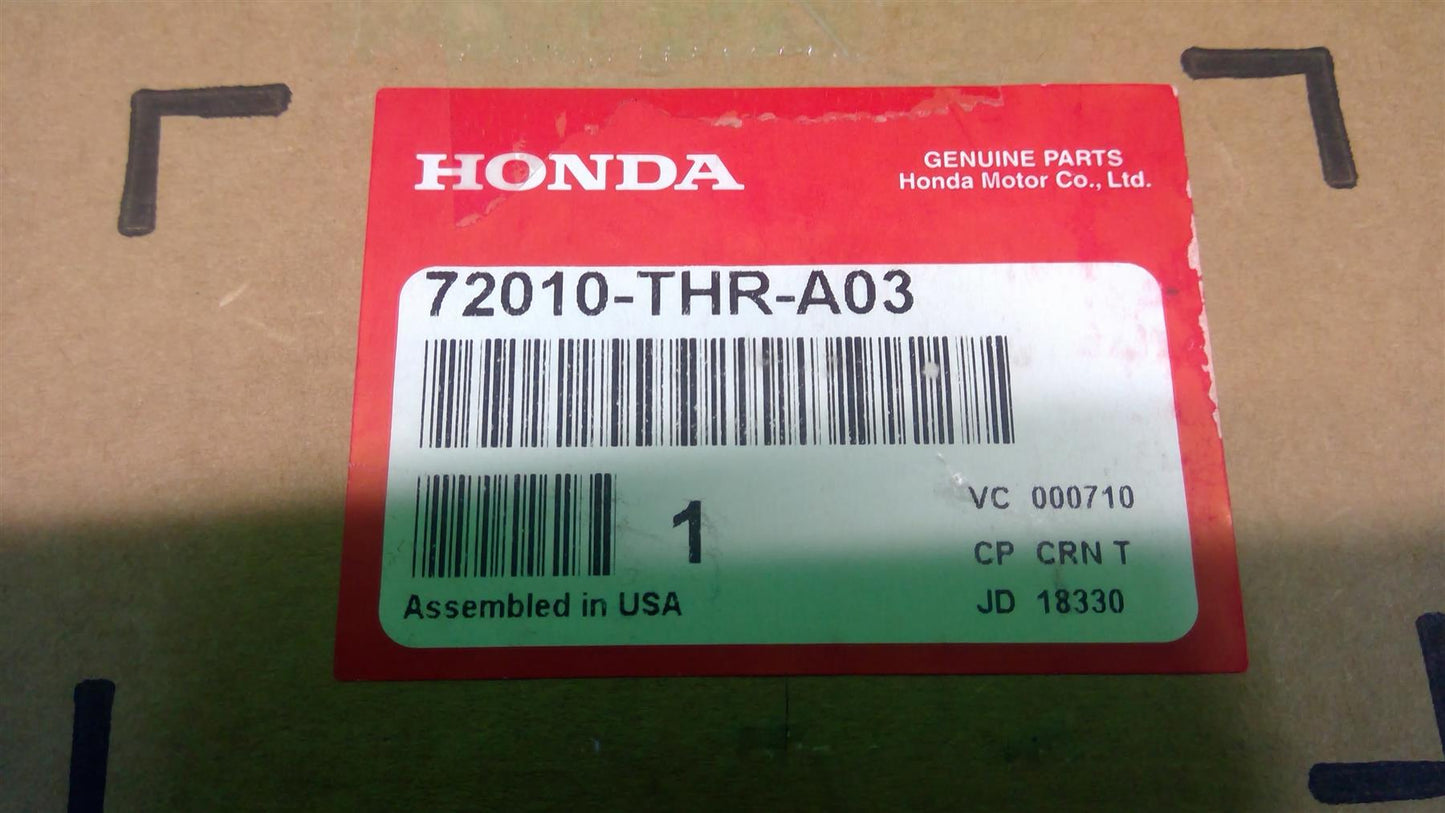 HONDA
GENUINE PARTS
Honda Motor Co., Ltd.
72010-THR-A03
1
VC 000710
CP CRN T
JD 18330
Assembled in USA